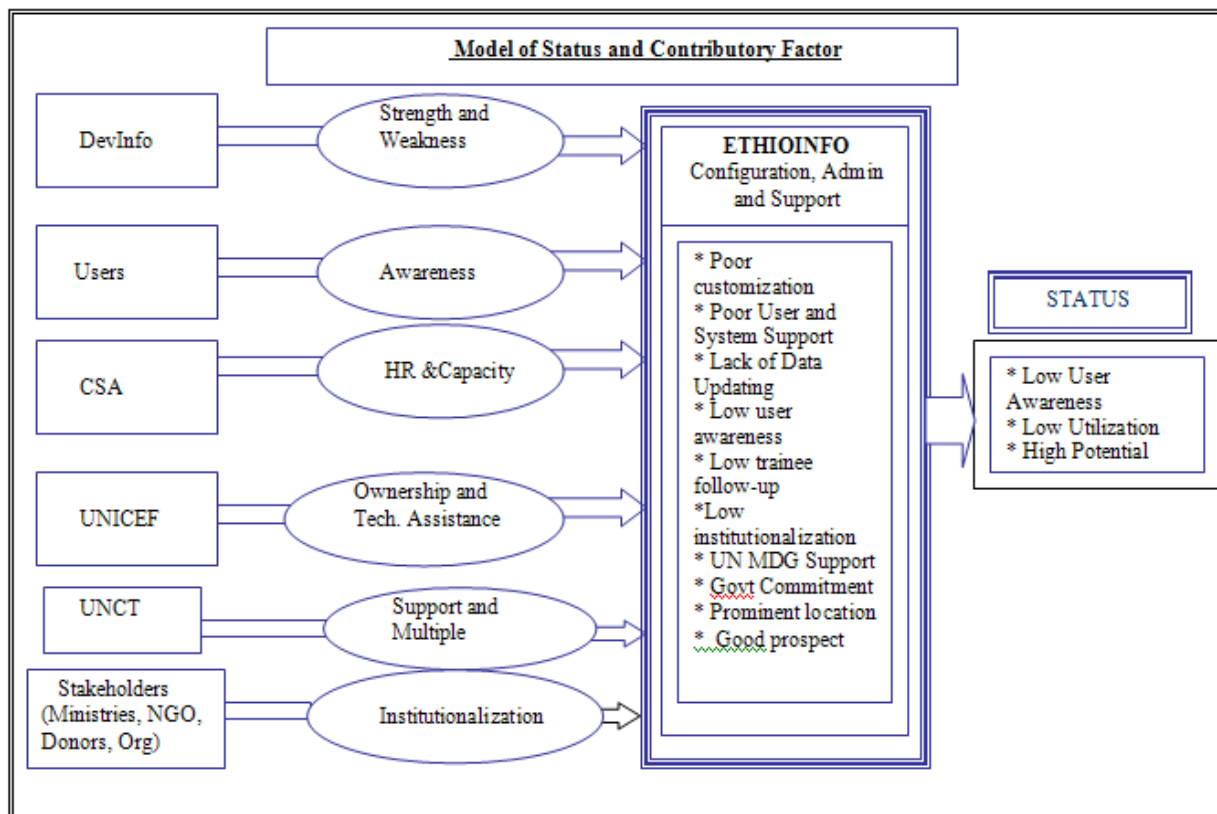 Model of Status and Contributory Factor
DevInfo
Strength and
Weakness
Users
Awareness
CSA
HR &Capacity
UNICEF
Ownership and
Tech. Assistance
UNCT
Support and
Multiple
Stakeholders
(Ministries, NGO,
Donors, Org)
Institutionalization
ETHIOINFO
Configuration, Admin
and Support
* Poor
customization
* Poor User and
System Support
* Lack of Data
Updating
* Low user
awareness
* Low trainee
follow-up
*Low
institutionalization
* UN MDG Support
* Govt Commitment
* Prominent location
* Good prospect
STATUS
* Low User
Awareness
* Low Utilization
* High Potential